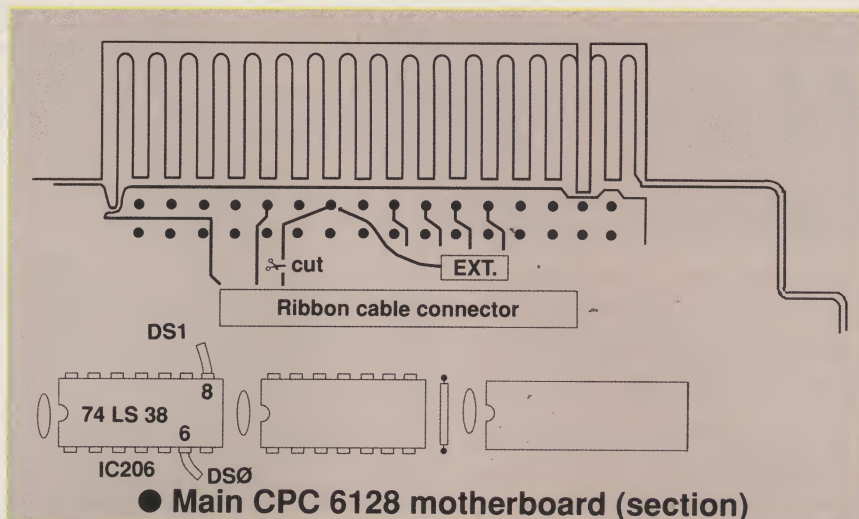 ✂ cut
EXT.
Ribbon cable connector
DS1
8
74 LS 38
6
IC206
DSØ
● Main CPC 6128 motherboard (section)